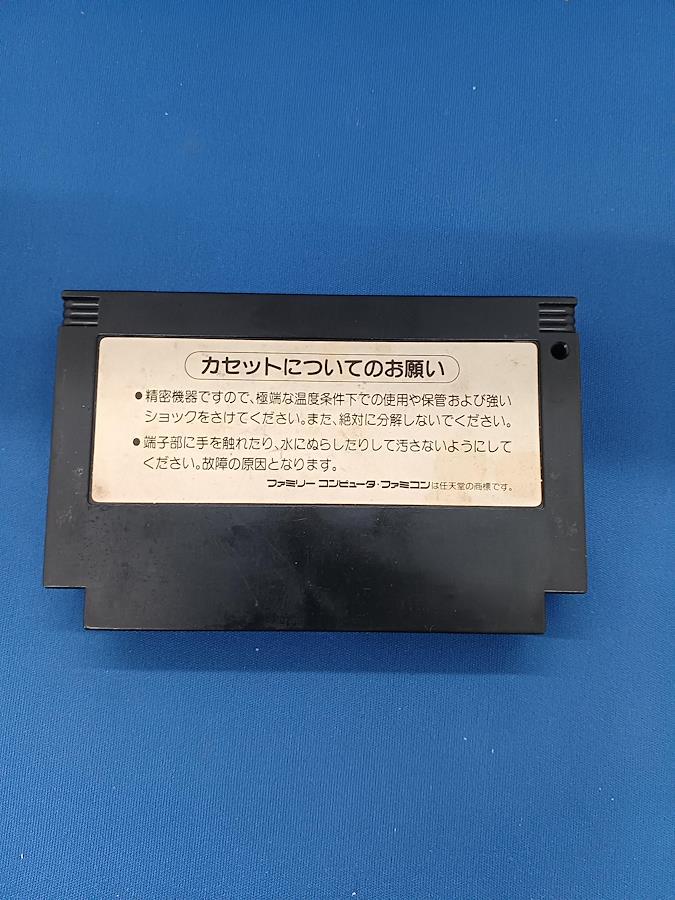 カセットについてのお願い
●精密機器ですので、極端な温度条件下での使用や保管および強い
ショックをさけてください。また、絶対に分解しないでください。
●端子部に手を触れたり、水にぬらしたりして汚さないようにして
ください。故障の原因となります。
ファミリーコンピュータ・ファミコンは任天堂の商標です。